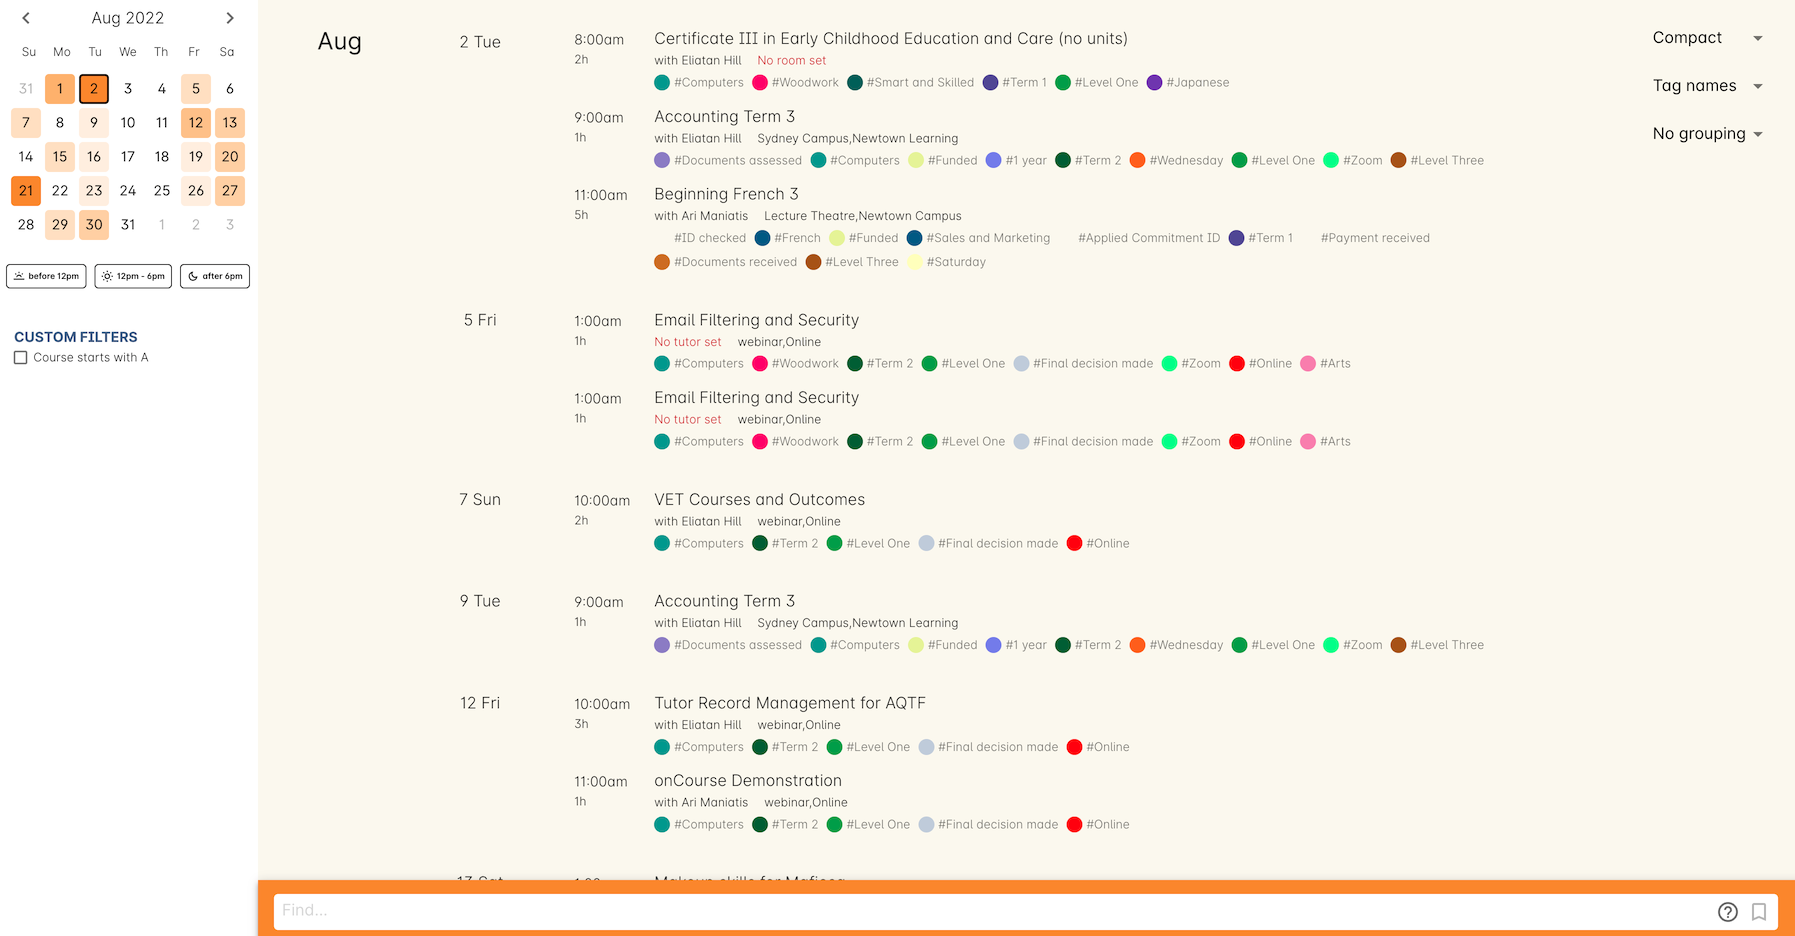 Aug 2022
Su Mo Tu We Th Fr Sa
31 1 2 3 4 5 6
7 8 9 10 11 12 13
14 15 16 17 18 19 20
21 22 23 24 25 26 27
28 29 30 31 1 2 3
before 12pm 12pm - 6pm after 6pm
CUSTOM FILTERS
Course starts with A
Aug
2 Tue
8:00am Certificate III in Early Childhood Education and Care (no units)
2h with Eliatan Hill No room set
#Computers #Woodwork #Smart and Skilled #Term 1 #Level One #Japanese
9:00am Accounting Term 3
1h with Eliatan Hill Sydney Campus,Newtown Learning
#Documents assessed #Computers #Funded #1 year #Term 2 #Wednesday #Level One #Zoom #Level Three
11:00am Beginning French 3
5h with Ari Maniatis Lecture Theatre,Newtown Campus
#ID checked #French #Funded #Sales and Marketing #Applied Commitment ID #Term 1 #Payment received
#Documents received #Level Three #Saturday
5 Fri
1:00am Email Filtering and Security
1h No tutor set webinar,Online
#Computers #Woodwork #Term 2 #Level One #Final decision made #Zoom #Online #Arts
1:00am Email Filtering and Security
1h No tutor set webinar,Online
#Computers #Woodwork #Term 2 #Level One #Final decision made #Zoom #Online #Arts
7 Sun
10:00am VET Courses and Outcomes
2h with Eliatan Hill webinar,Online
#Computers #Term 2 #Level One #Final decision made #Online
9 Tue
9:00am Accounting Term 3
1h with Eliatan Hill Sydney Campus,Newtown Learning
#Documents assessed #Computers #Funded #1 year #Term 2 #Wednesday #Level One #Zoom #Level Three
12 Fri
10:00am Tutor Record Management for AQTF
3h with Eliatan Hill webinar,Online
#Computers #Term 2 #Level One #Final decision made #Online
11:00am onCourse Demonstration
1h with Ari Maniatis webinar,Online
#Computers #Term 2 #Level One #Final decision made #Online
13 Sat
Compact
Tag names
No grouping
Find...